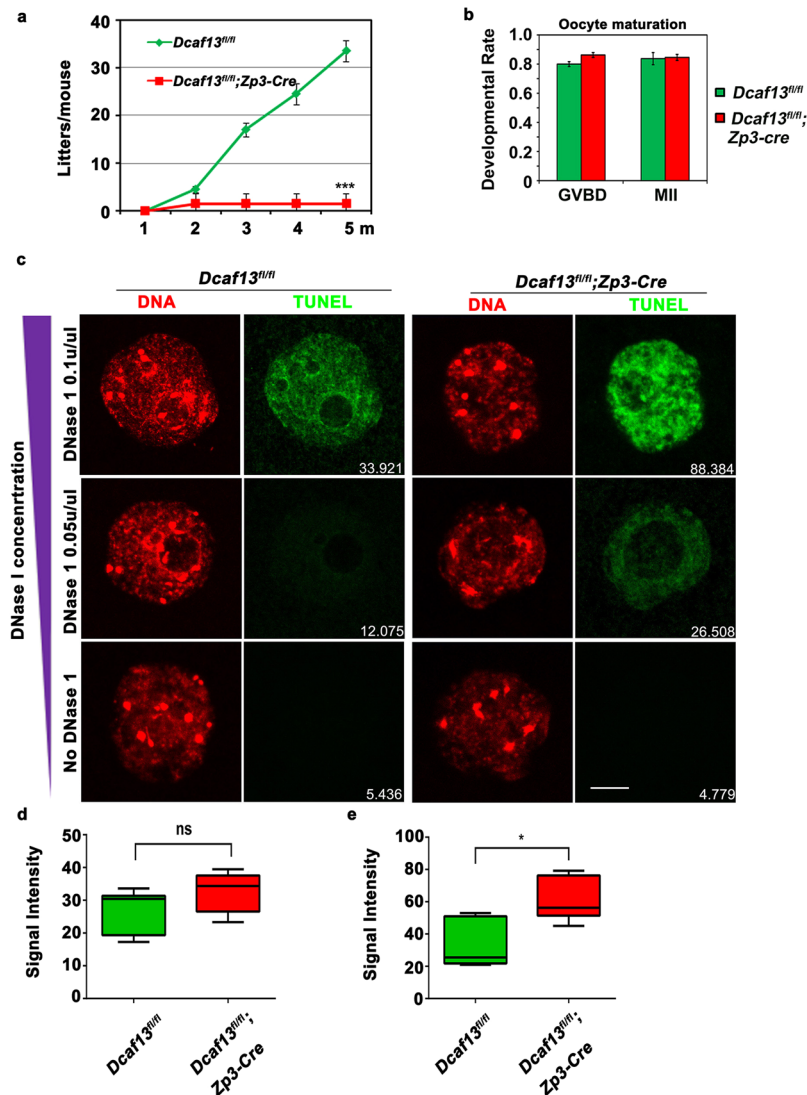 a
Litters/mouse
40
30
20
10
0
Dcaf13fl/fl
Dcaf13fl/fl;Zp3-Cre
***
1 2 3 4 5 m
b
Oocyte maturation
Developmental Rate
1
0.8
0.6
0.4
0.2
0
GVBD MII
Dcaf13fl/fl
Dcaf13fl/fl;
Zp3-cre
c
Dcaf13fl/fl Dcaf13fl/fl;Zp3-Cre
DNA TUNEL DNA TUNEL
DNase I concenrtration
DNase 1 0.1u/ul
33.921 88.384
DNase 1 0.05u/ul
12.075 26.508
No DNase 1
5.436 4.779
d
Signal Intensity
50
40
30
20
10
0
ns
Dcaf13fl/fl
Dcaf13fl/fl;
Zp3-Cre
e
Signal Intensity
100
80
60
40
20
0
*
Dcaf13fl/fl
Dcaf13fl/fl;
Zp3-Cre